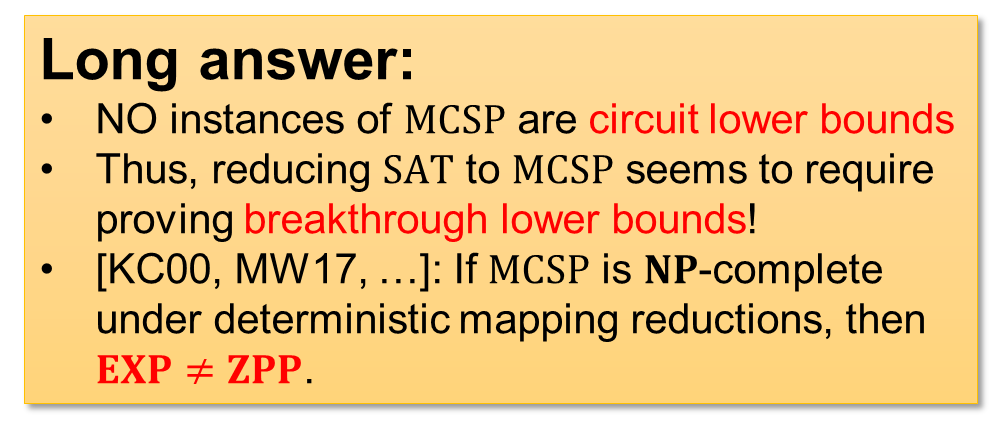 Long answer:
• NO instances of MCSP are circuit lower bounds
• Thus, reducing SAT to MCSP seems to require
proving breakthrough lower bounds!
• [KC00, MW17, …]: If MCSP is NP-complete
under deterministic mapping reductions, then
EXP ≠ ZPP.